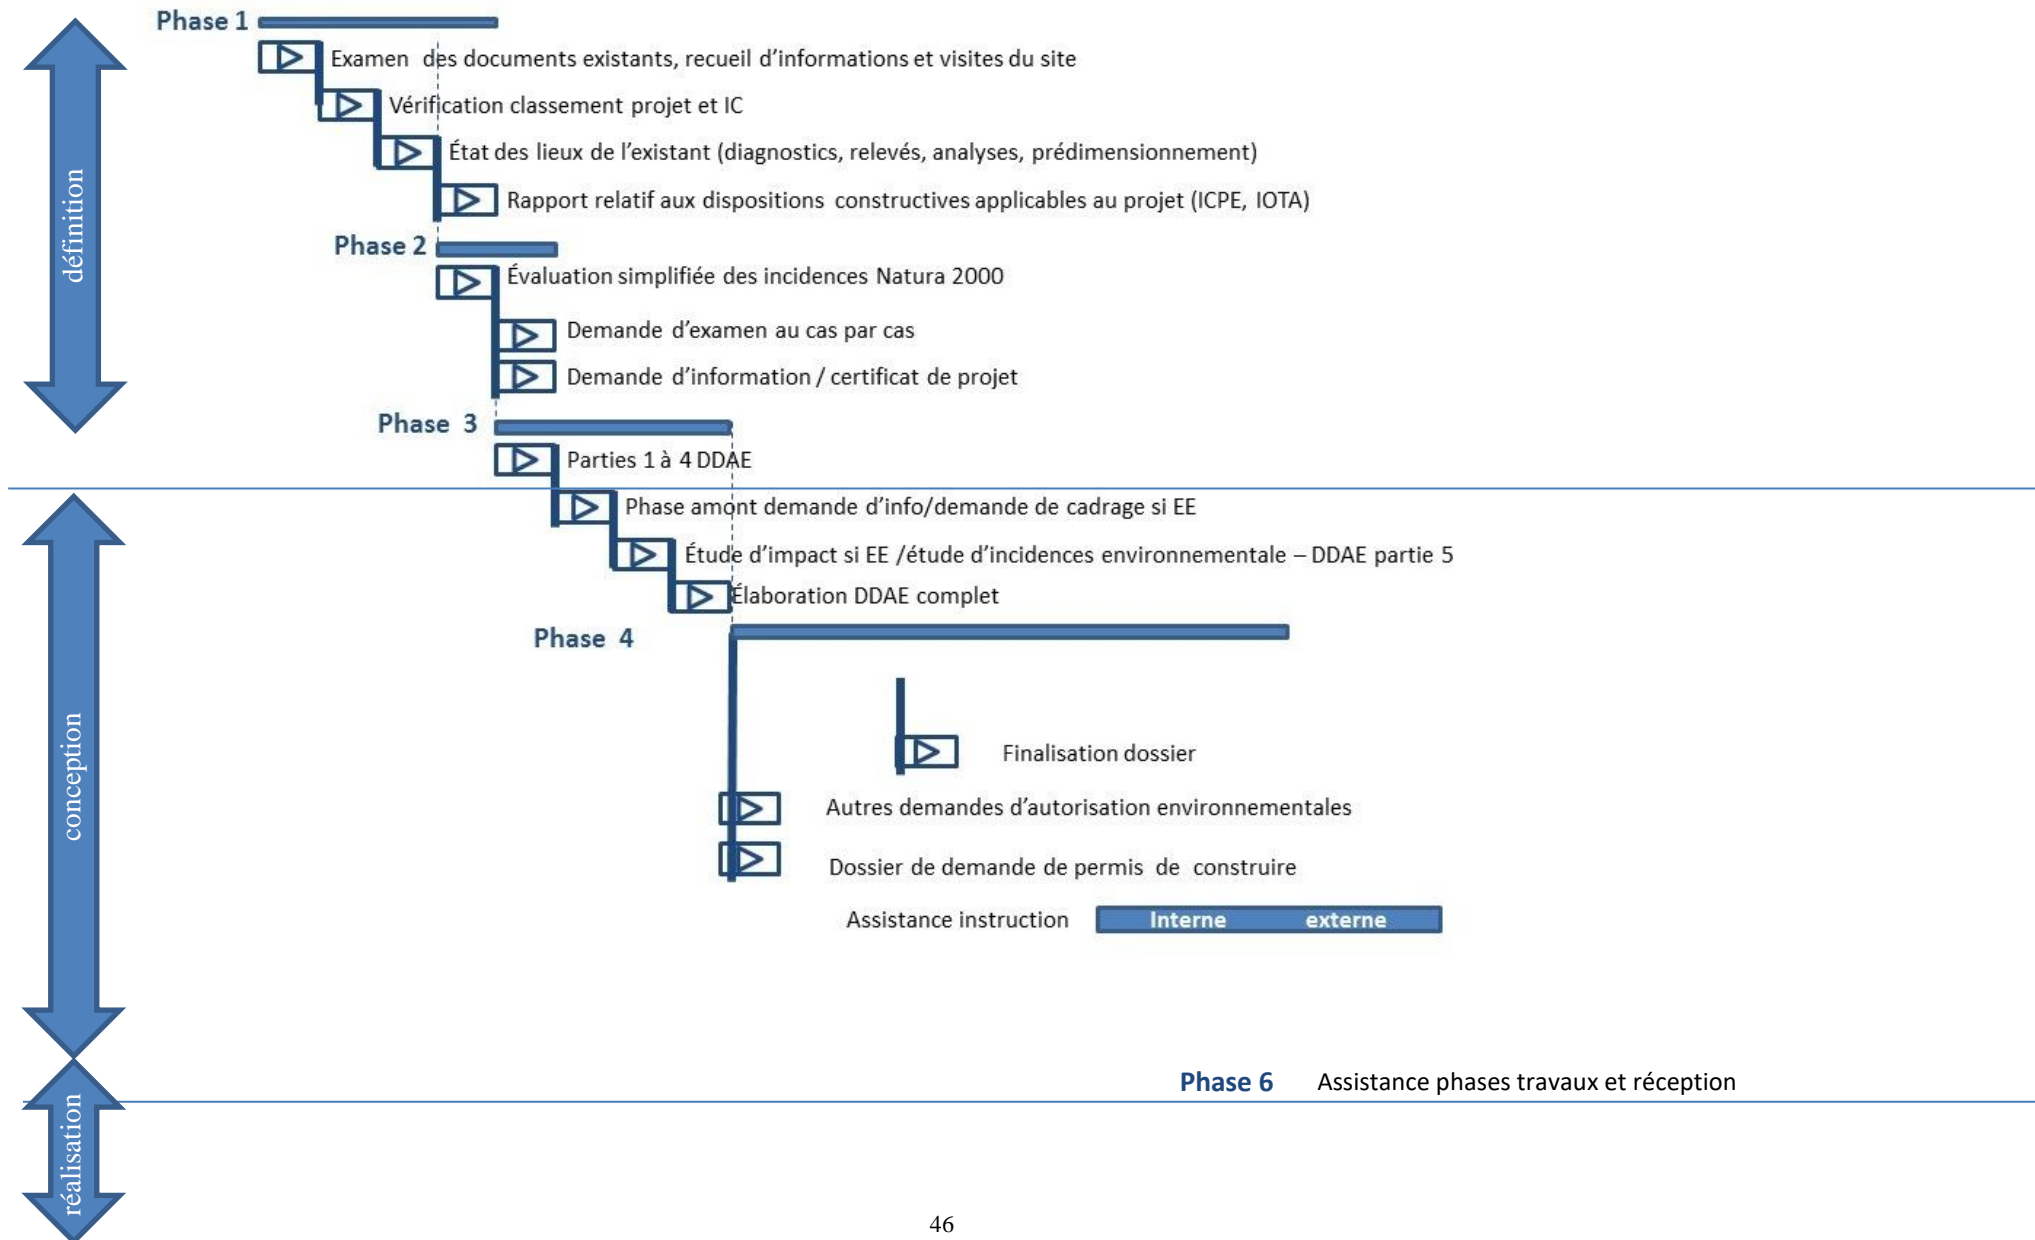 Phase 1
Examen des documents existants, recueil d'informations et visites du site
Vérification classement projet et IC
État des lieux de l'existant (diagnostics, relevés, analyses, prédimensionnement)
Rapport relatif aux dispositions constructives applicables au projet (ICPE, IOTA)
définition
Phase 2
Évaluation simplifiée des incidences Natura 2000
Demande d'examen au cas par cas
Demande d'information / certificat de projet
Phase 3
Parties 1 à 4 DDAE
Phase amont demande d'info/demande de cadrage si EE
Étude d'impact si EE /étude d'incidences environnementale – DDAE partie 5
Élaboration DDAE complet
Phase 4
conception
Finalisation dossier
Autres demandes d'autorisation environnementales
Dossier de demande de permis de construire
Assistance instruction Interne externe
Phase 6 Assistance phases travaux et réception
réalisation
46